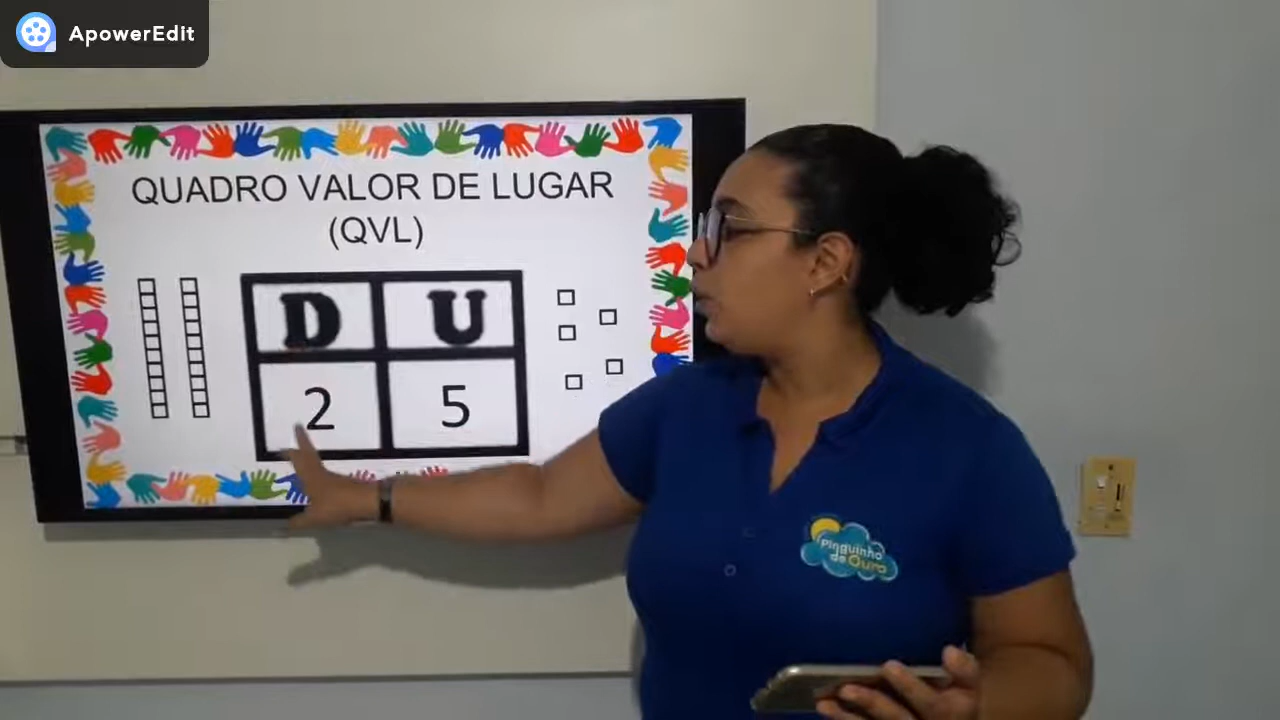 ApowerEdit
QUADRO VALOR DE LUGAR
(QVL)
D U
2 5
Pinguinho
de Ouro